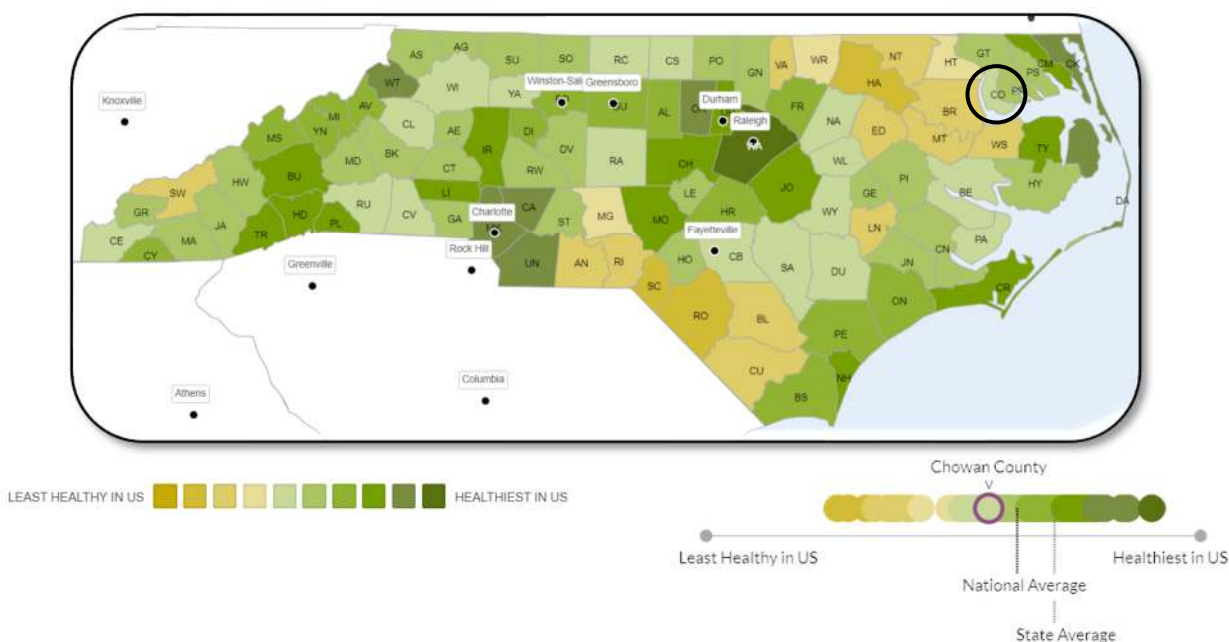 AS
AG
SU
SO
RC
CS
PO
GN
VA
WR
NT
HT
GT
CM
CK
PS
WT
WI
YA
Winston-Sal
Greensboro
GU
AL
Durham
Raleigh
FR
HA
BR
CO
Knoxville
AV
MI
YN
MS
CL
AE
IR
DI
DV
RA
CH
NA
ED
MT
WS
TY
MD
BK
CT
RW
BU
SW
HW
GR
JA
RU
CV
LI
GA
Charlotte
CA
ST
MG
MO
LE
HR
JO
WL
PI
GE
BE
HY
DA
CE
CY
MA
TR
HD
PL
Rock Hill
UN
AN
RI
SC
HO
Fayetteville
CB
SA
WY
DU
LN
JN
CN
PA
CR
Greenville
RO
BL
ON
PE
CU
BS
NH
Columbia
Athens
Chowan County
v
LEAST HEALTHY IN US
HEALTHIEST IN US
Least Healthy in US
Healthiest in US
National Average
State Average